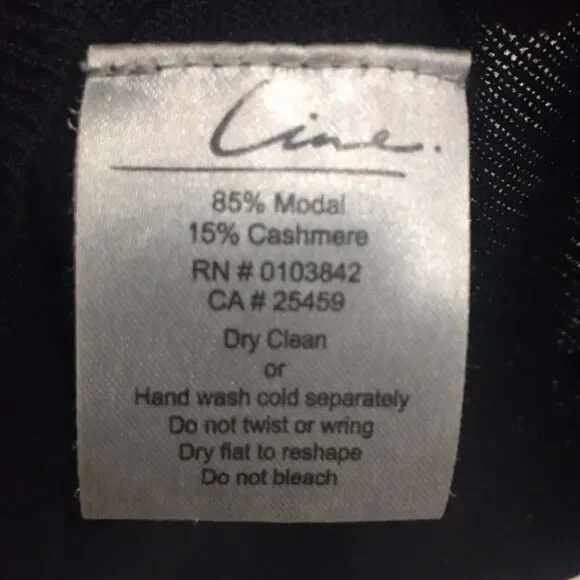 Line.
85% Modal
15% Cashmere
RN # 0103842
CA # 25459
Dry Clean
or
Hand wash cold separately
Do not twist or wring
Dry flat to reshape
Do not bleach